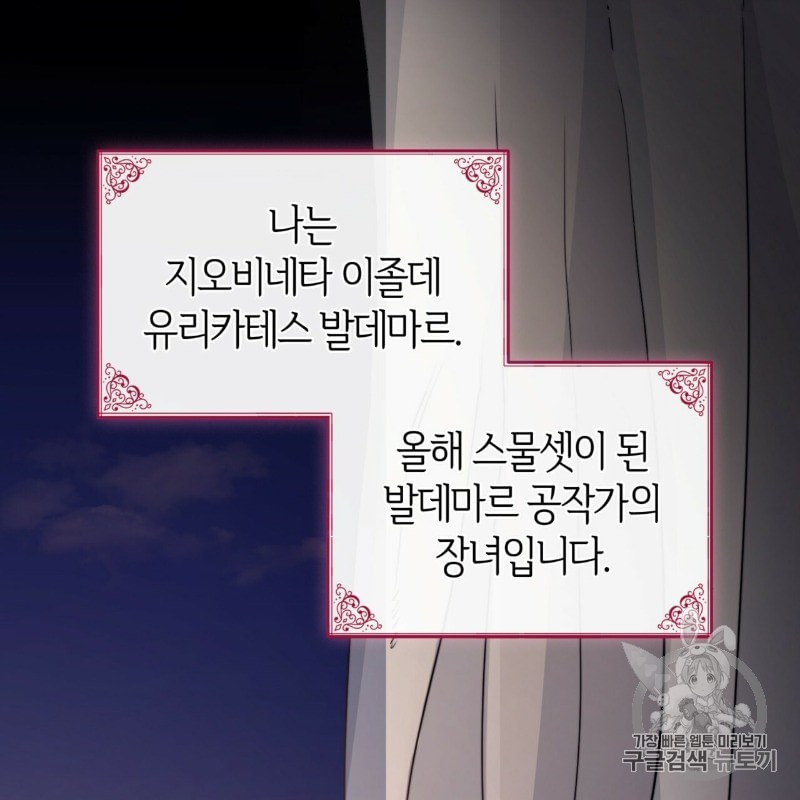 나는
지오비네타 이졸데
유리카테스 발데마르.
올해 스물셋이 된
발데마르 공작가의
장녀입니다.
가장 빠른 웹툰 미리보기
구글검색 뉴토끼